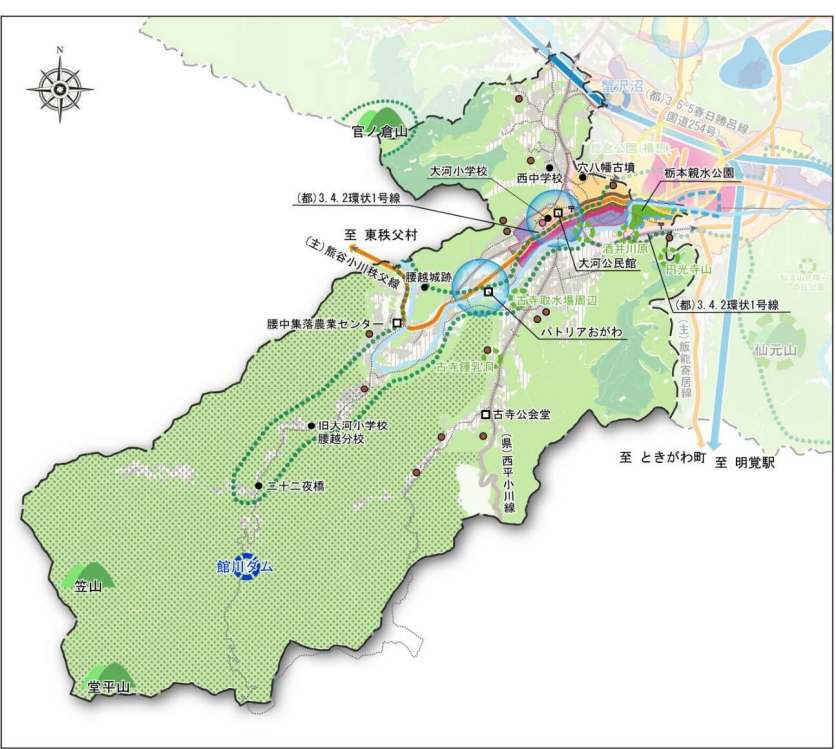 N
官ノ倉山
蟹沢沼
(都)3.5.5春日勝呂線
(国道254号)
総合公園(構想)
大河小学校
西中学校
穴八幡古墳
栃本親水公園
(都)3.4.2環状1号線
至 東秩父村
(主)熊谷小川秩父線
腰越城跡
大河公民館
酒井川原
円光寺山
古寺取水場周辺
(都)3.4.2環状1号線
腰中集落農業センター
パトリアおがわ
(主)飯能寄居線
仙元山
古寺鍾乳洞
旧大河小学校
腰越分校
古寺公会堂
(県)西平小川線
至 ときがわ町
至 明覚駅
三十二夜橋
館川ダム
笠山
堂平山